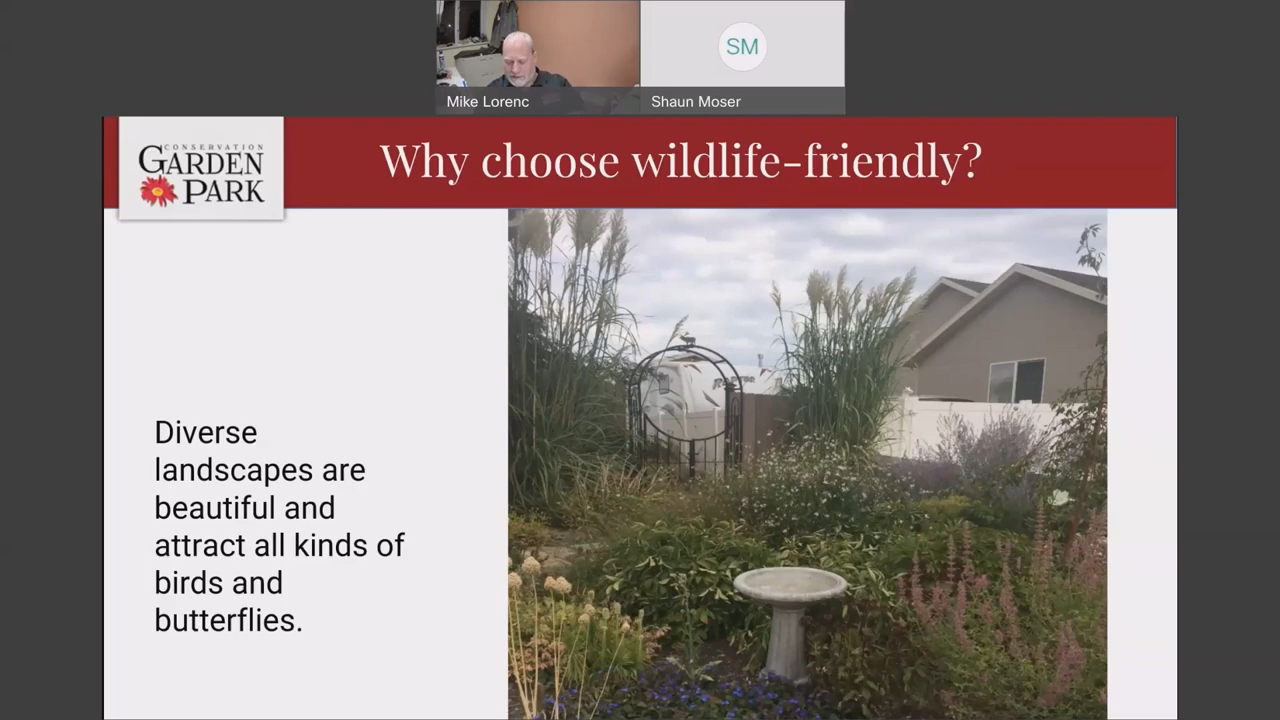 SM
Mike Lorenc
Shaun Moser
CONSERVATION
GARDEN
PARK
Why choose wildlife-friendly?
Diverse
landscapes are
beautiful and
attract all kinds of
birds and
butterflies.